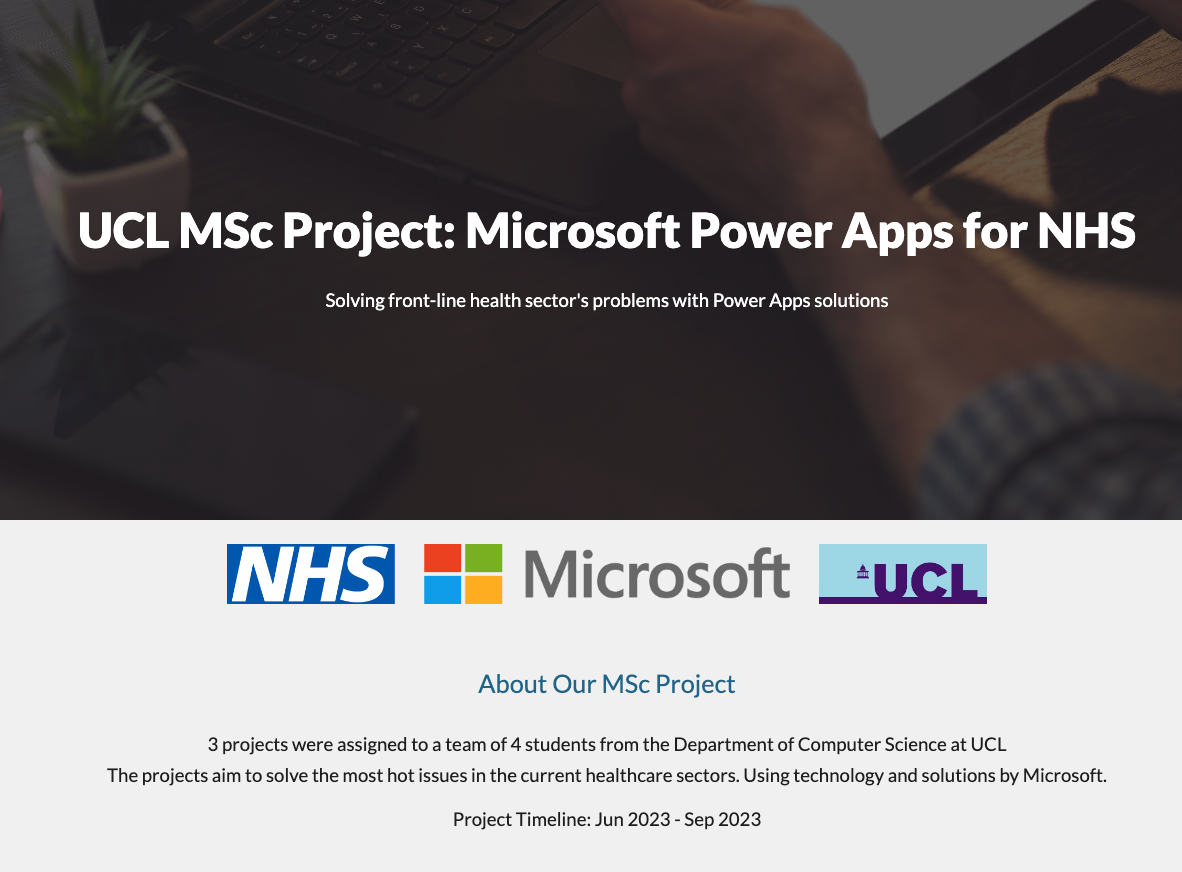 UCL MSc Project: Microsoft Power Apps for NHS
Solving front-line health sector's problems with Power Apps solutions
NHS Microsoft UCL
About Our MSc Project
3 projects were assigned to a team of 4 students from the Department of Computer Science at UCL
The projects aim to solve the most hot issues in the current healthcare sectors. Using technology and solutions by Microsoft.
Project Timeline: Jun 2023 - Sep 2023